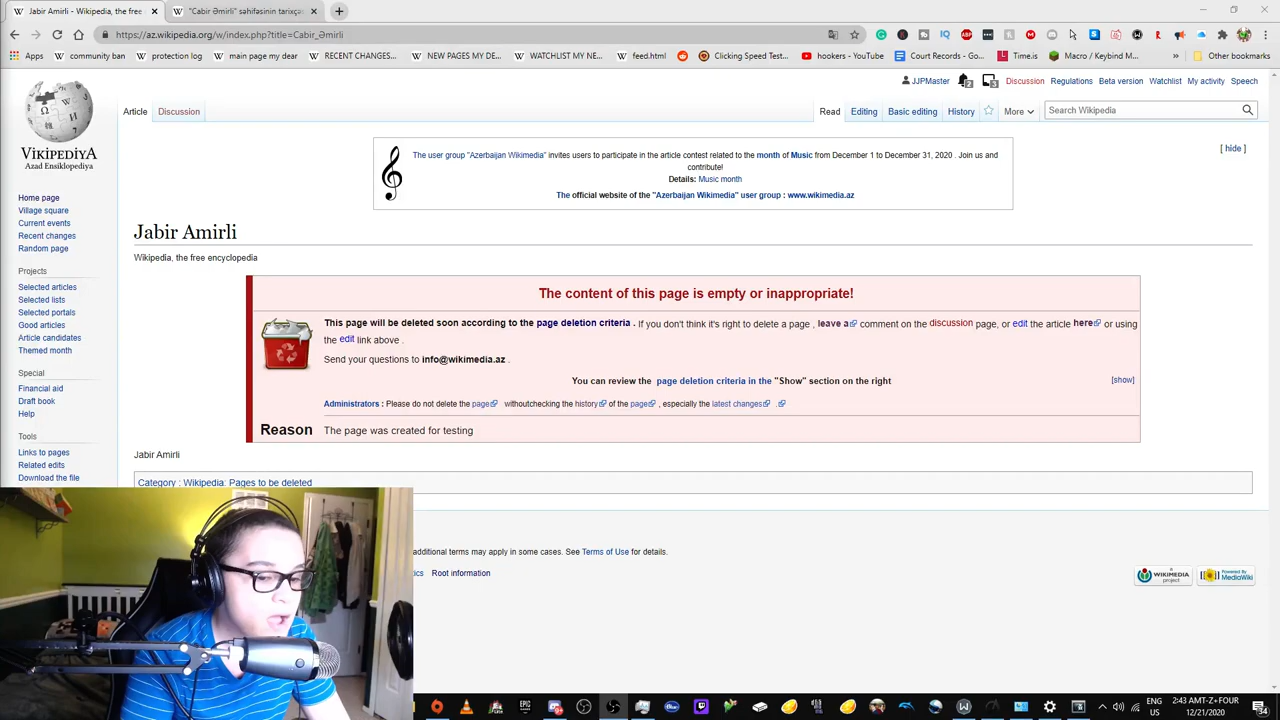 Jabir Amirli - Wikipedia, the free
"Cabir Əmirli" səhifəsinin tarixçə
https://az.wikipedia.org/w/index.php?title=Cabir_Əmirli
Apps community ban protection log main page my dear RECENT CHANGES... NEW PAGES MY DE... WATCHLIST MY NE... feed.html Clicking Speed Test... hookers - YouTube Court Records - Goo... Time.is Macro / Keybind M... Other bookmarks
JJPMaster 2 3 Discussion Regulations Beta version Watchlist My activity Speech
Article Discussion Read Editing Basic editing History More Search Wikipedia
VİKİPEDİYA
Azad Ensiklopediya
Home page
Village square
Current events
Recent changes
Random page
Projects
Selected articles
Selected lists
Selected portals
Good articles
Article candidates
Themed month
Special
Financial aid
Draft book
Help
Tools
Links to pages
Related edits
Download the file
The user group "Azerbaijan Wikimedia" invites users to participate in the article contest related to the month of Music from December 1 to December 31, 2020 . Join us and
contribute!
Details: Music month
The official website of the "Azerbaijan Wikimedia" user group : www.wikimedia.az
[ hide ]
Jabir Amirli
Wikipedia, the free encyclopedia
The content of this page is empty or inappropriate!
This page will be deleted soon according to the page deletion criteria . If you don't think it's right to delete a page , leave a comment on the discussion page, or edit the article here or using
the edit link above .
Send your questions to info@wikimedia.az .
You can review the page deletion criteria in the "Show" section on the right [show]
Administrators : Please do not delete the page withoutchecking the history of the page , especially the latest changes .
Reason The page was created for testing
Jabir Amirli
Category : Wikipedia: Pages to be deleted
additional terms may apply in some cases. See Terms of Use for details.
tics Root information
A WIKIMEDIA project
Powered By MediaWiki
ENG
US
2:43 AMT-Z+FOUR
12/21/2020